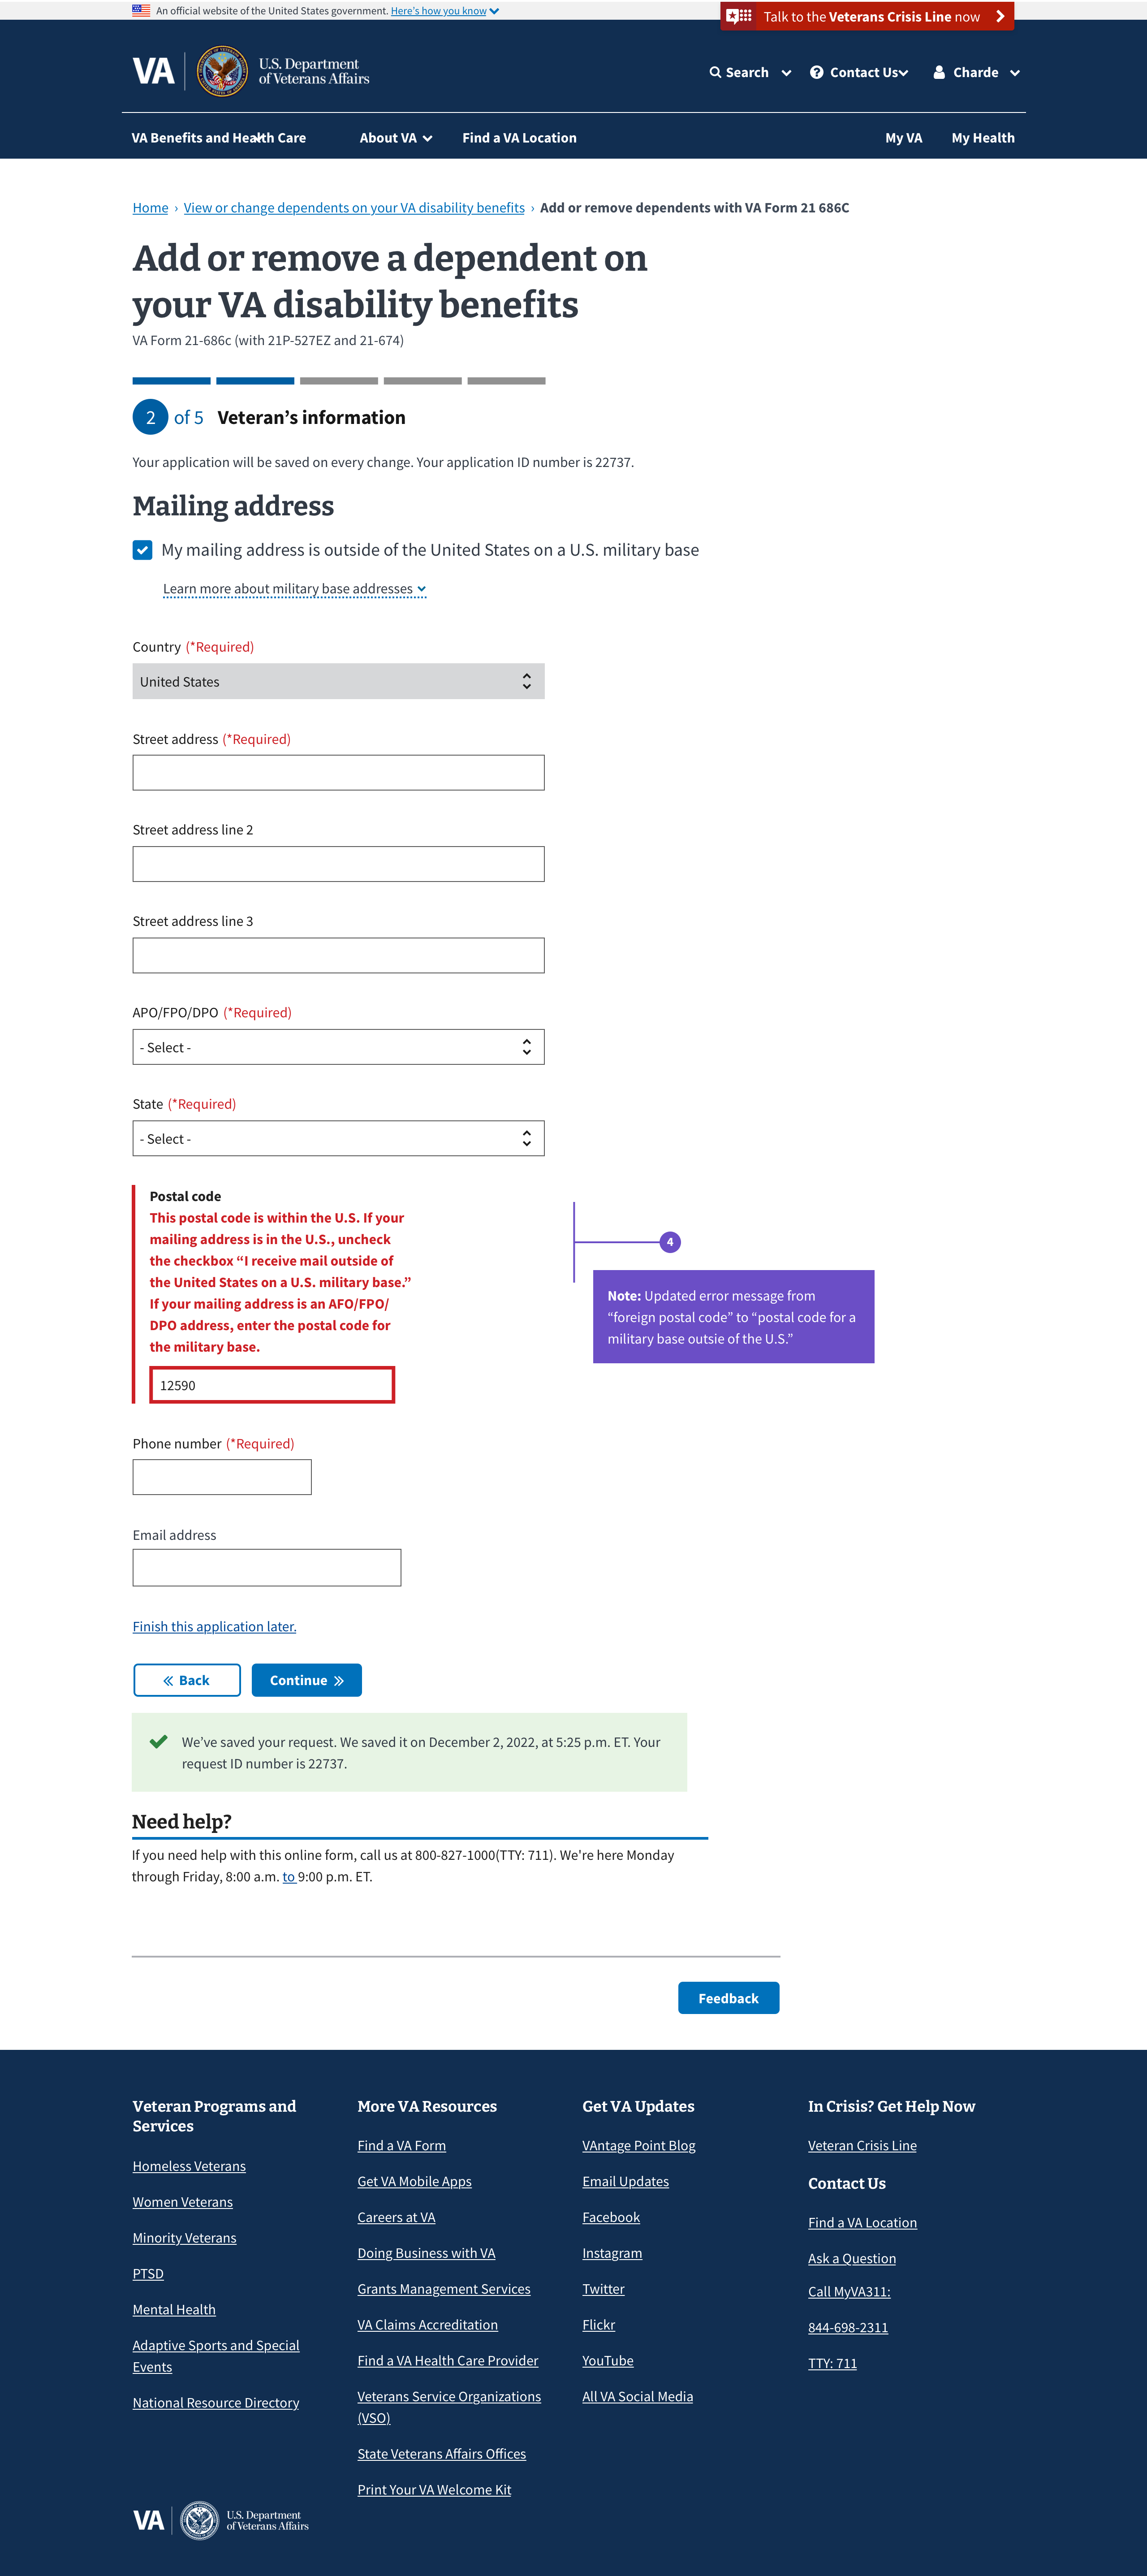 An official website of the United States government. Here's how you know
Talk to the Veterans Crisis Line now
VA
U.S. Department
of Veterans Affairs
Search
Contact Us
Charde
VA Benefits and Health Care
About VA
Find a VA Location
My VA
My Health
Home › View or change dependents on your VA disability benefits › Add or remove dependents with VA Form 21 686C
Add or remove a dependent on
your VA disability benefits
VA Form 21-686c (with 21P-527EZ and 21-674)
2 of 5 Veteran’s information
Your application will be saved on every change. Your application ID number is 22737.
Mailing address
My mailing address is outside of the United States on a U.S. military base
Learn more about military base addresses
Country (*Required)
United States
Street address (*Required)
Street address line 2
Street address line 3
APO/FPO/DPO (*Required)
- Select -
State (*Required)
- Select -
Postal code
This postal code is within the U.S. If your
mailing address is in the U.S., uncheck
the checkbox “I receive mail outside of
the United States on a U.S. military base.”
If your mailing address is an AFO/FPO/
DPO address, enter the postal code for
the military base.
12590
4
Note: Updated error message from
“foreign postal code” to “postal code for a
military base outsie of the U.S.”
Phone number (*Required)
Email address
Finish this application later.
Back
Continue
We’ve saved your request. We saved it on December 2, 2022, at 5:25 p.m. ET. Your
request ID number is 22737.
Need help?
If you need help with this online form, call us at 800-827-1000(TTY: 711). We're here Monday
through Friday, 8:00 a.m. to 9:00 p.m. ET.
Feedback
Veteran Programs and
Services
Homeless Veterans
Women Veterans
Minority Veterans
PTSD
Mental Health
Adaptive Sports and Special
Events
National Resource Directory
More VA Resources
Find a VA Form
Get VA Mobile Apps
Careers at VA
Doing Business with VA
Grants Management Services
VA Claims Accreditation
Find a VA Health Care Provider
Veterans Service Organizations
(VSO)
State Veterans Affairs Offices
Print Your VA Welcome Kit
Get VA Updates
VAntage Point Blog
Email Updates
Facebook
Instagram
Twitter
Flickr
YouTube
All VA Social Media
In Crisis? Get Help Now
Veteran Crisis Line
Contact Us
Find a VA Location
Ask a Question
Call MyVA311:
844-698-2311
TTY: 711
VA
U.S. Department
of Veterans Affairs